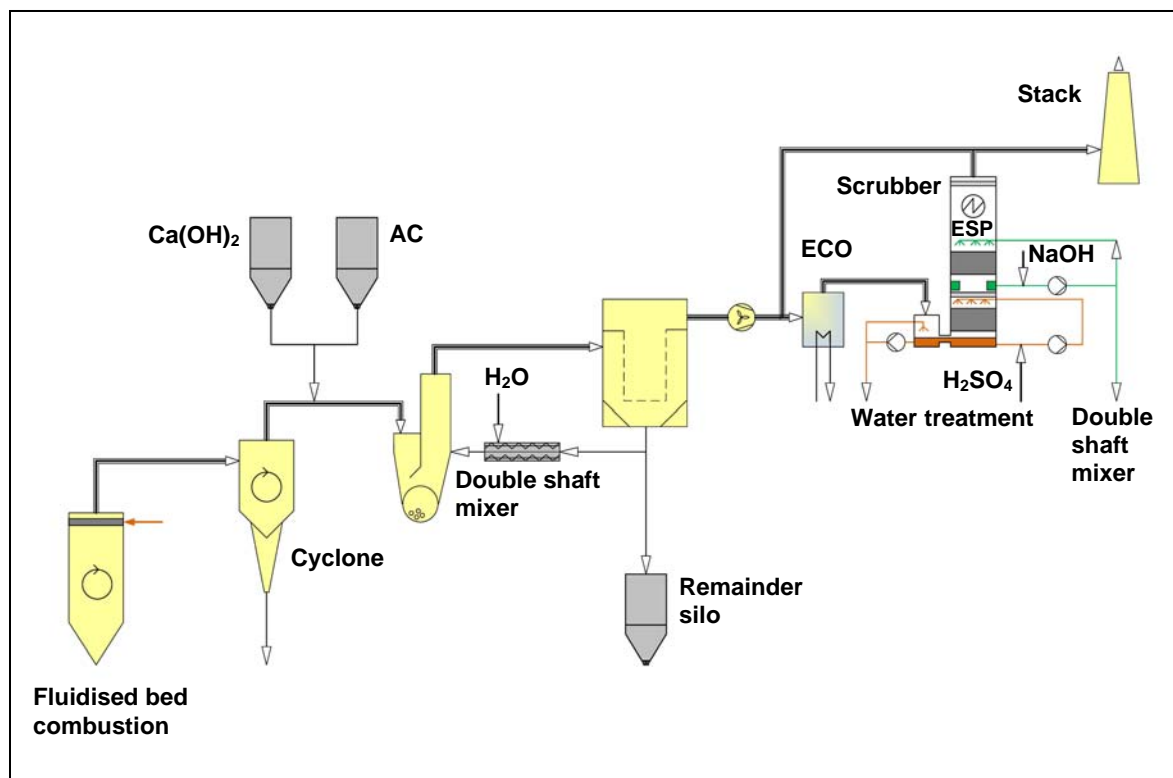 Stack
Scrubber
ESP
Ca(OH)₂
AC
ECO
NaOH
H₂O
H₂SO₄
Water treatment
Double
shaft
mixer
Double shaft
mixer
Cyclone
Remainder
silo
Fluidised bed
combustion